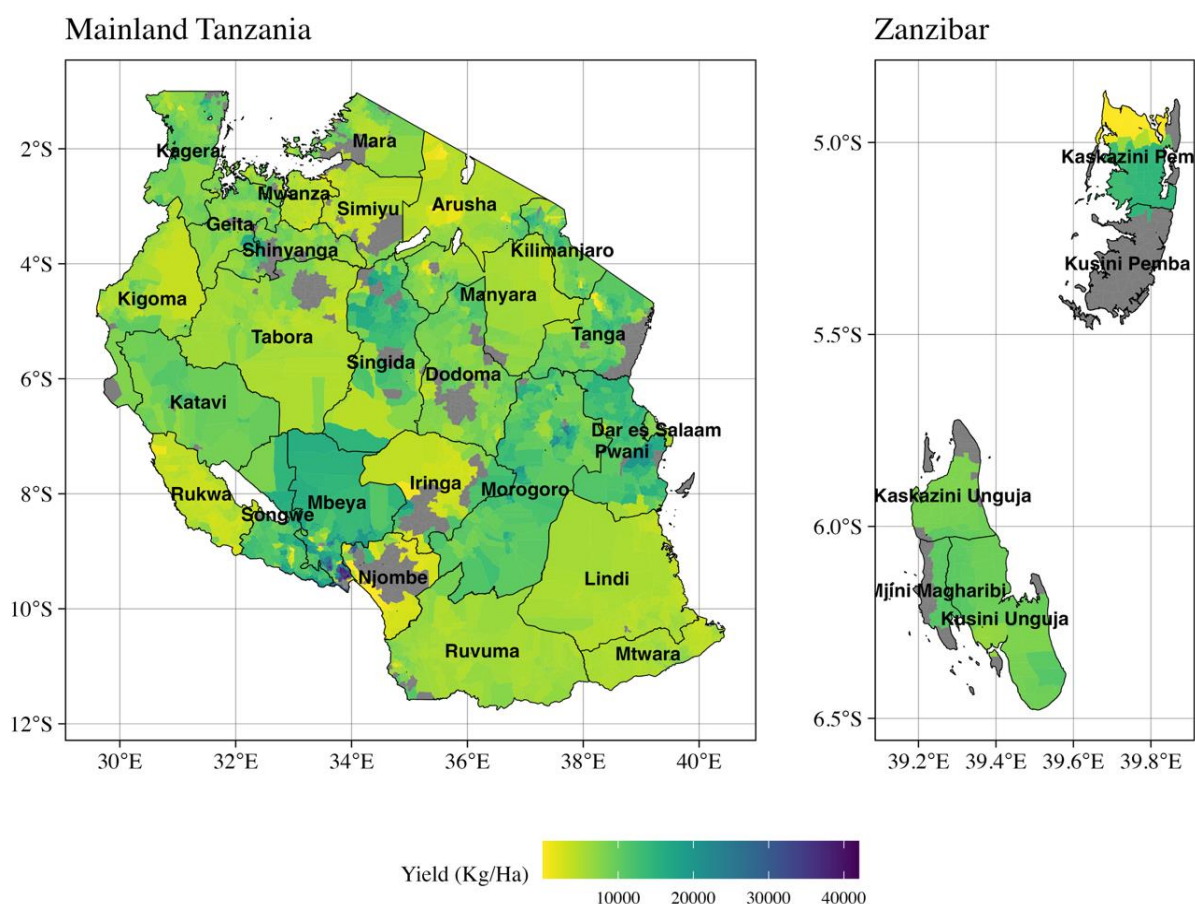 Mainland Tanzania
Zanzibar
2°S
4°S
6°S
8°S
10°S
12°S
30°E
32°E
34°E
36°E
38°E
40°E
Kagera
Mara
Mwanza
Simiyu
Arusha
Geita
Shinyanga
Kilimanjaro
Kigoma
Manyara
Tabora
Tanga
Singida
Dodoma
Katavi
Dar es Salaam
Pwani
Rukwa
Iringa
Morogoro
Mbeya
Songwe
Njombe
Lindi
Ruvuma
Mtwara
5.0°S
5.5°S
6.0°S
6.5°S
39.2°E
39.4°E
39.6°E
39.8°E
Kaskazini Pem
Kusini Pemba
Kaskazini Unguja
Mjini Magharibi
Kusini Unguja
Yield (Kg/Ha)
10000
20000
30000
40000